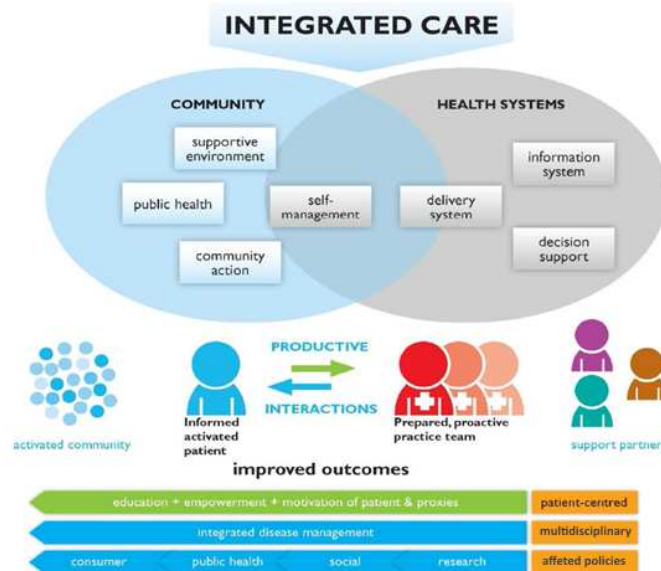 INTEGRATED CARE
COMMUNITY
HEALTH SYSTEMS
supportive
environment
information
system
public health
self-
management
delivery
system
community
action
decision
support
PRODUCTIVE
INTERACTIONS
activated community
Informed
activated
patient
Prepared, proactive
practice team
support partner
improved outcomes
education + empowerment + motivation of patient & proxies
patient-centred
integrated disease management
multidisciplinary
consumer
public health
social
research
affeted policies